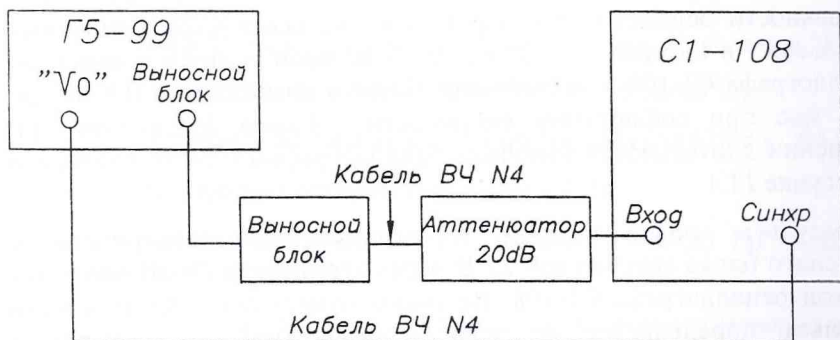 Г5-99
"V0"
Выносной
блок
С1-108
Кабель ВЧ N4
Выносной
блок
Аттенюатор
20dB
Вход
Синхр
Кабель ВЧ N4